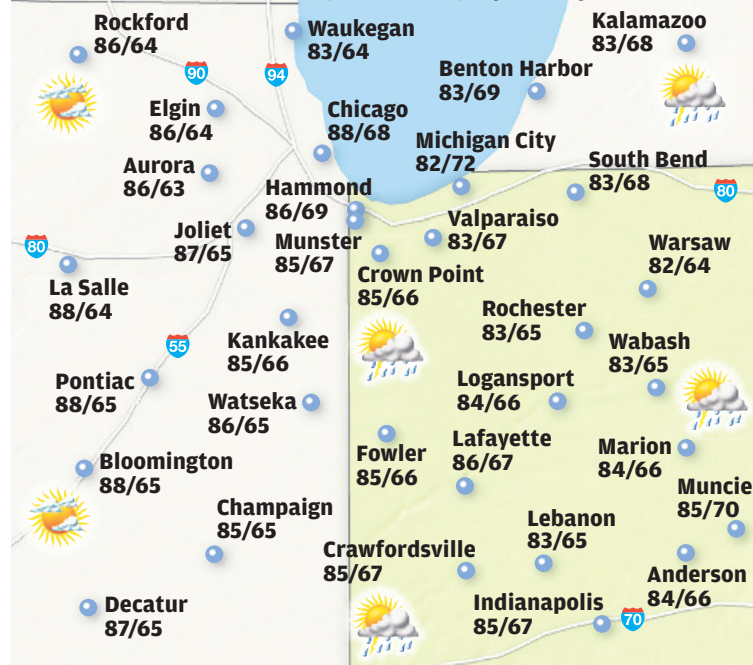 Rockford
86/64
Waukegan
83/64
Kalamazoo
83/68
90
94
Benton Harbor
83/69
Elgin
86/64
Chicago
88/68
Michigan City
82/72
South Bend
83/68
80
Aurora
86/63
Hammond
86/69
Joliet
87/65
Munster
85/67
Valparaiso
83/67
Warsaw
82/64
80
La Salle
88/64
Crown Point
85/66
Rochester
83/65
Kankakee
85/66
Wabash
83/65
55
Pontiac
88/65
Watseka
86/65
Logansport
84/66
Fowler
85/66
Lafayette
86/67
Marion
84/66
Bloomington
88/65
Muncie
85/70
Champaign
85/65
Lebanon
83/65
Crawfordsville
85/67
Anderson
84/66
Decatur
87/65
Indianapolis
85/67
70